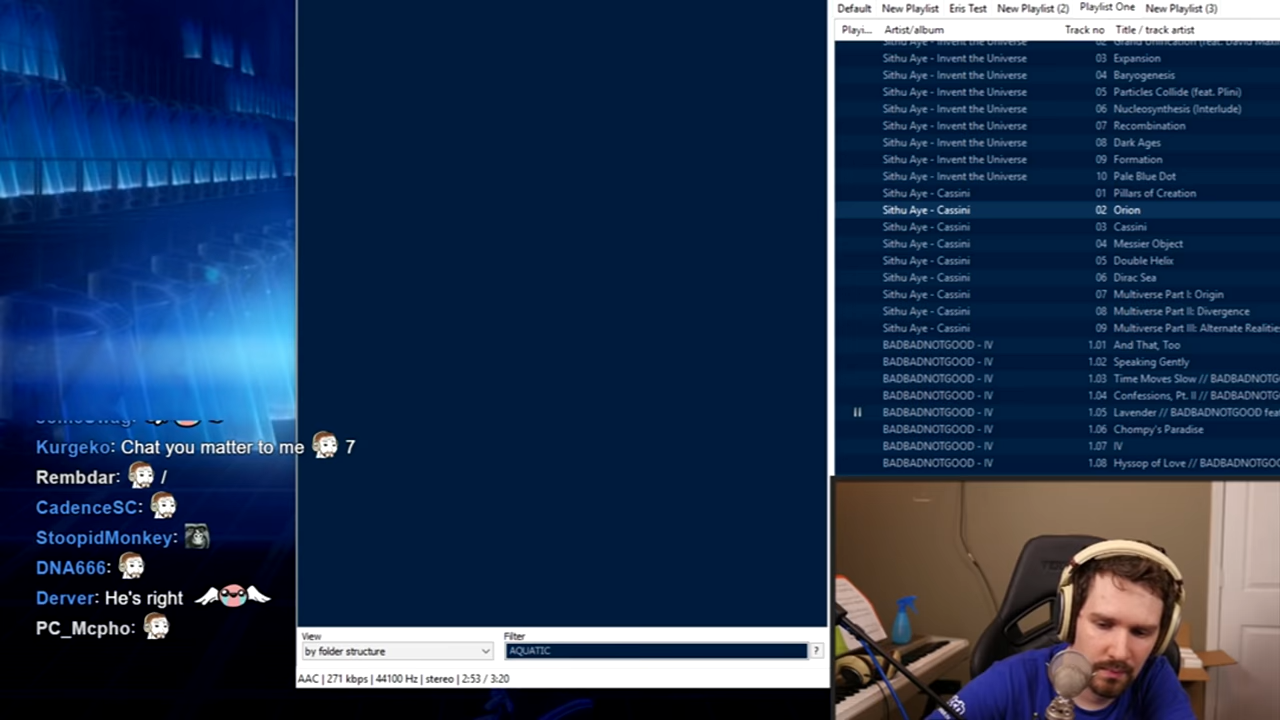 Default New Playlist Eris Test New Playlist (2) Playlist One New Playlist (3)
Playi... Artist/album Track no Title / track artist
Sithu Aye - Invent the Universe 02 Grand Unification (feat. David
Sithu Aye - Invent the Universe 03 Expansion
Sithu Aye - Invent the Universe 04 Baryogenesis
Sithu Aye - Invent the Universe 05 Particles Collide (feat. Plini)
Sithu Aye - Invent the Universe 06 Nucleosynthesis (Interlude)
Sithu Aye - Invent the Universe 07 Recombination
Sithu Aye - Invent the Universe 08 Dark Ages
Sithu Aye - Invent the Universe 09 Formation
Sithu Aye - Invent the Universe 10 Pale Blue Dot
Sithu Aye - Cassini 01 Pillars of Creation
Sithu Aye - Cassini 02 Orion
Sithu Aye - Cassini 03 Cassini
Sithu Aye - Cassini 04 Messier Object
Sithu Aye - Cassini 05 Double Helix
Sithu Aye - Cassini 06 Dirac Sea
Sithu Aye - Cassini 07 Multiverse Part I: Origin
Sithu Aye - Cassini 08 Multiverse Part II: Divergence
Sithu Aye - Cassini 09 Multiverse Part III: Alternate Realitie
BADBADNOTGOOD - IV 1.01 And That, Too
BADBADNOTGOOD - IV 1.02 Speaking Gently
BADBADNOTGOOD - IV 1.03 Time Moves Slow // BADBADNOTG
BADBADNOTGOOD - IV 1.04 Confessions, Pt. II // BADBADNOT
BADBADNOTGOOD - IV 1.05 Lavender // BADBADNOTGOOD fea
BADBADNOTGOOD - IV 1.06 Chompy's Paradise
BADBADNOTGOOD - IV 1.07 IV
BADBADNOTGOOD - IV 1.08 Hyssop of Love // BADBADNOTGO
Kurgeko: Chat you matter to me 7
Rembdar: /
CadenceSC:
StoopidMonkey:
DNA666:
Derver: He's right
PC_Mcpho:
View Filter
by folder structure AQUATIC ?
AAC | 271 kbps | 44100 Hz | stereo | 2:53 / 3:20